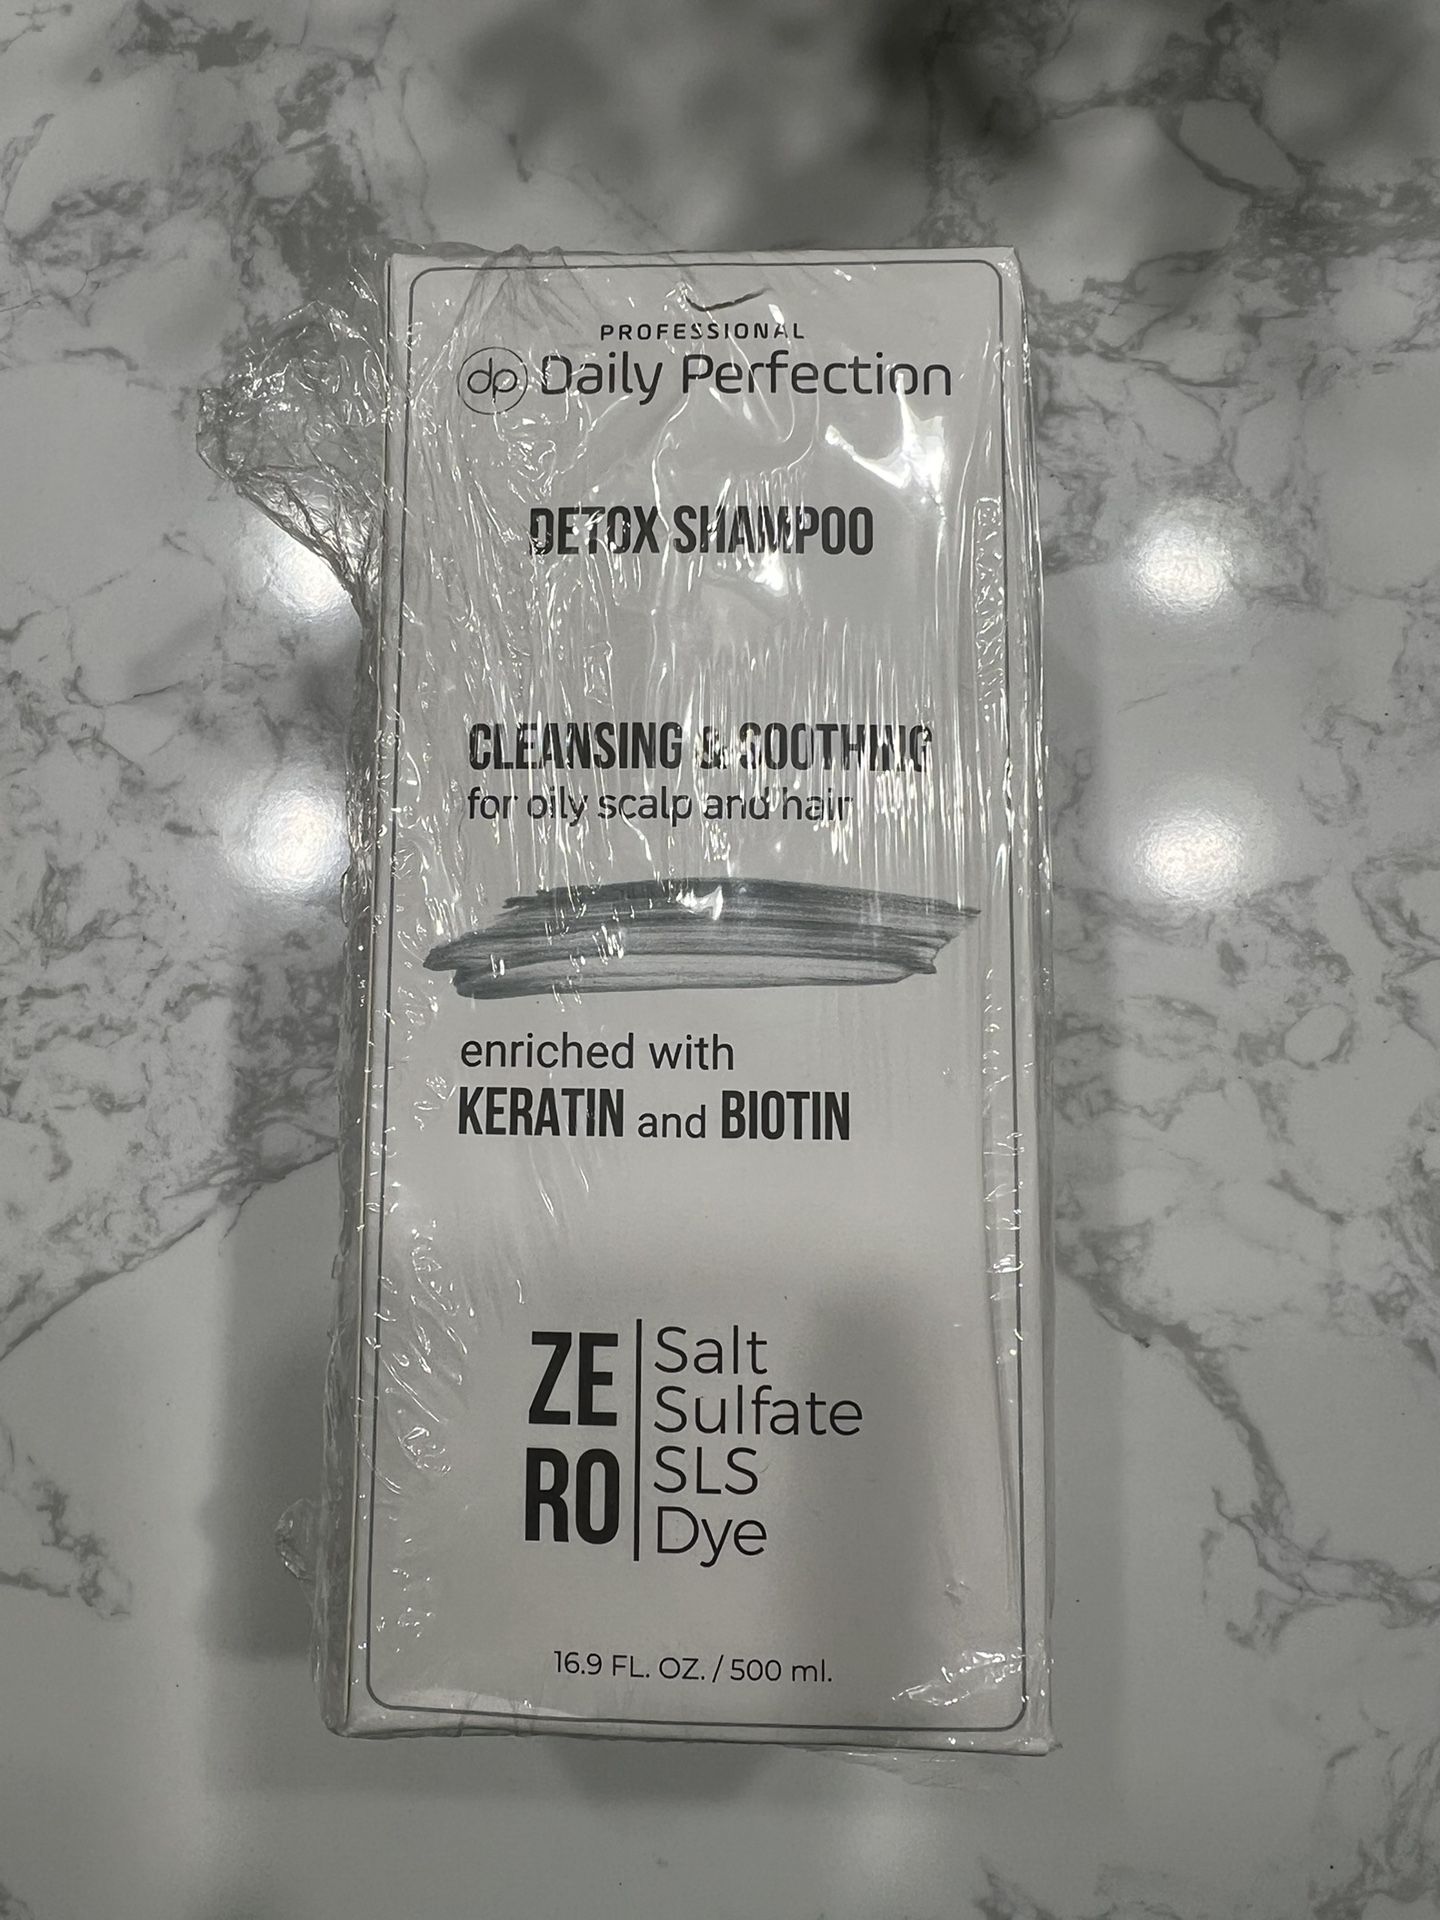 PROFESSIONAL
dp Daily Perfection
DETOX SHAMPOO
CLEANSING & SOOTHING
for oily scalp and hair
enriched with
KERATIN and BIOTIN
ZE
RO
Salt
Sulfate
SLS
Dye
16.9 FL. OZ. / 500 ml.